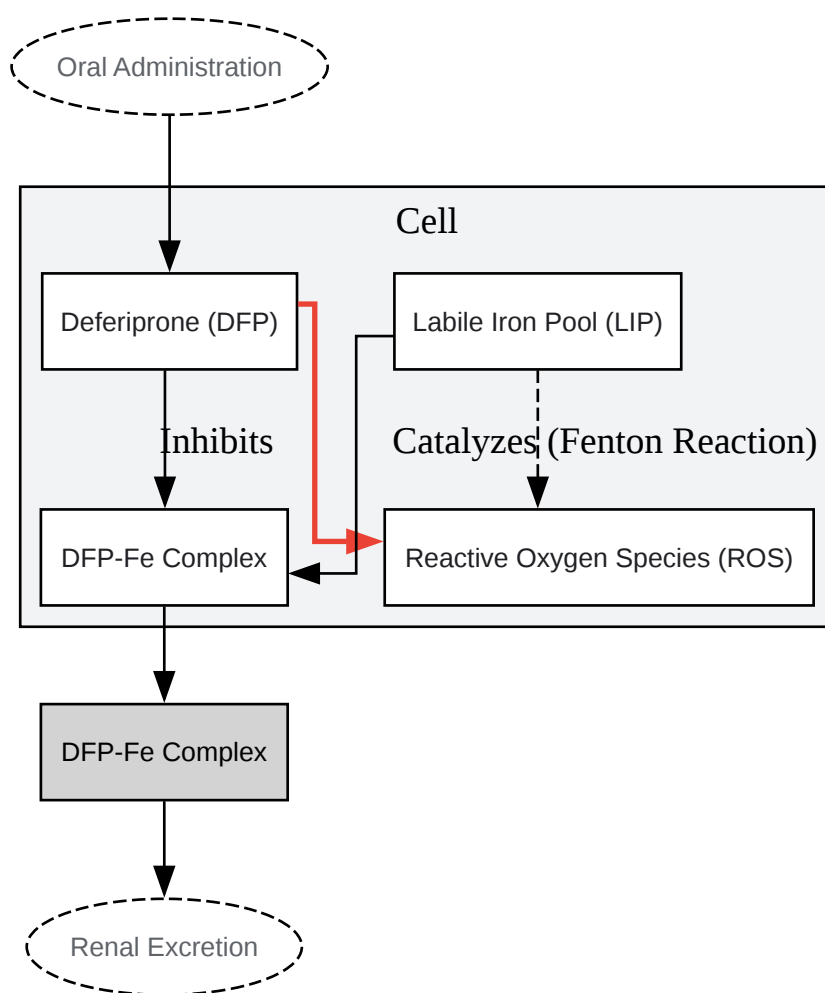 Oral Administration
Cell
Deferiprone (DFP)
Labile Iron Pool (LIP)
Inhibits
Catalyzes (Fenton Reaction)
DFP-Fe Complex
Reactive Oxygen Species (ROS)
DFP-Fe Complex
Renal Excretion